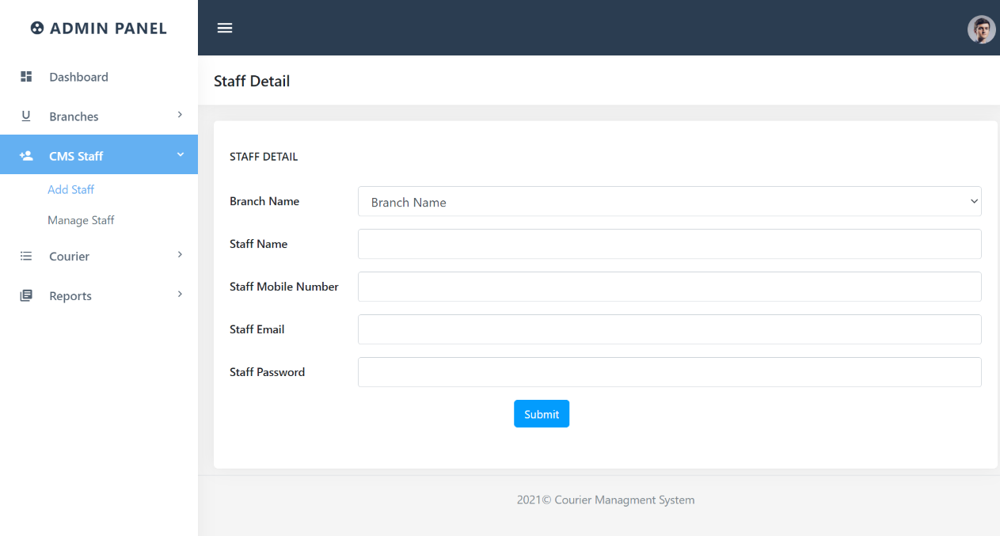 ADMIN PANEL
Dashboard
Branches
CMS Staff
Add Staff
Manage Staff
Courier
Reports
Staff Detail
STAFF DETAIL
Branch Name
Branch Name
Staff Name
Staff Mobile Number
Staff Email
Staff Password
Submit
2021© Courier Managment System